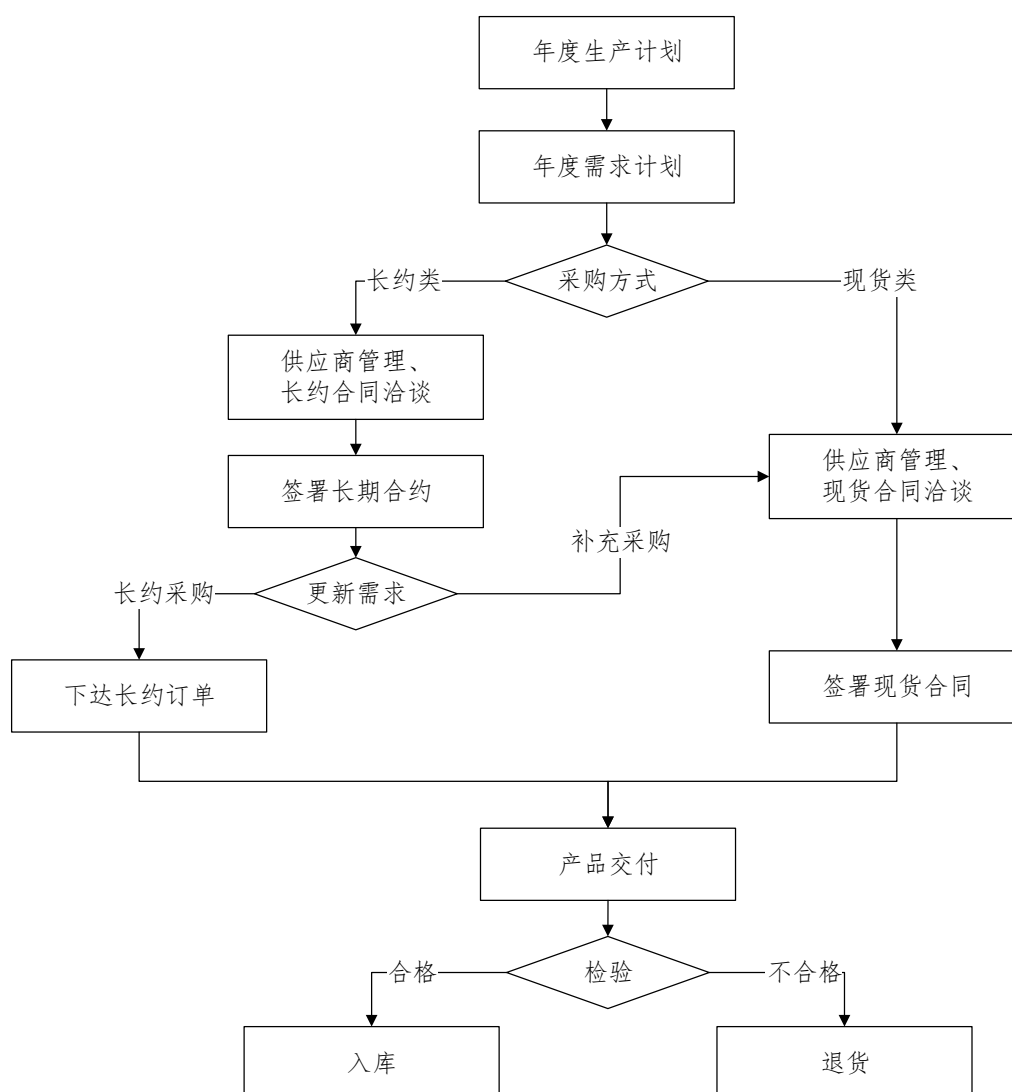 年度生产计划
年度需求计划
采购方式
长约类
现货类
供应商管理、
长约合同洽谈
签署长期合约
供应商管理、
现货合同洽谈
补充采购
更新需求
长约采购
下达长约订单
签署现货合同
产品交付
检验
合格
不合格
入库
退货